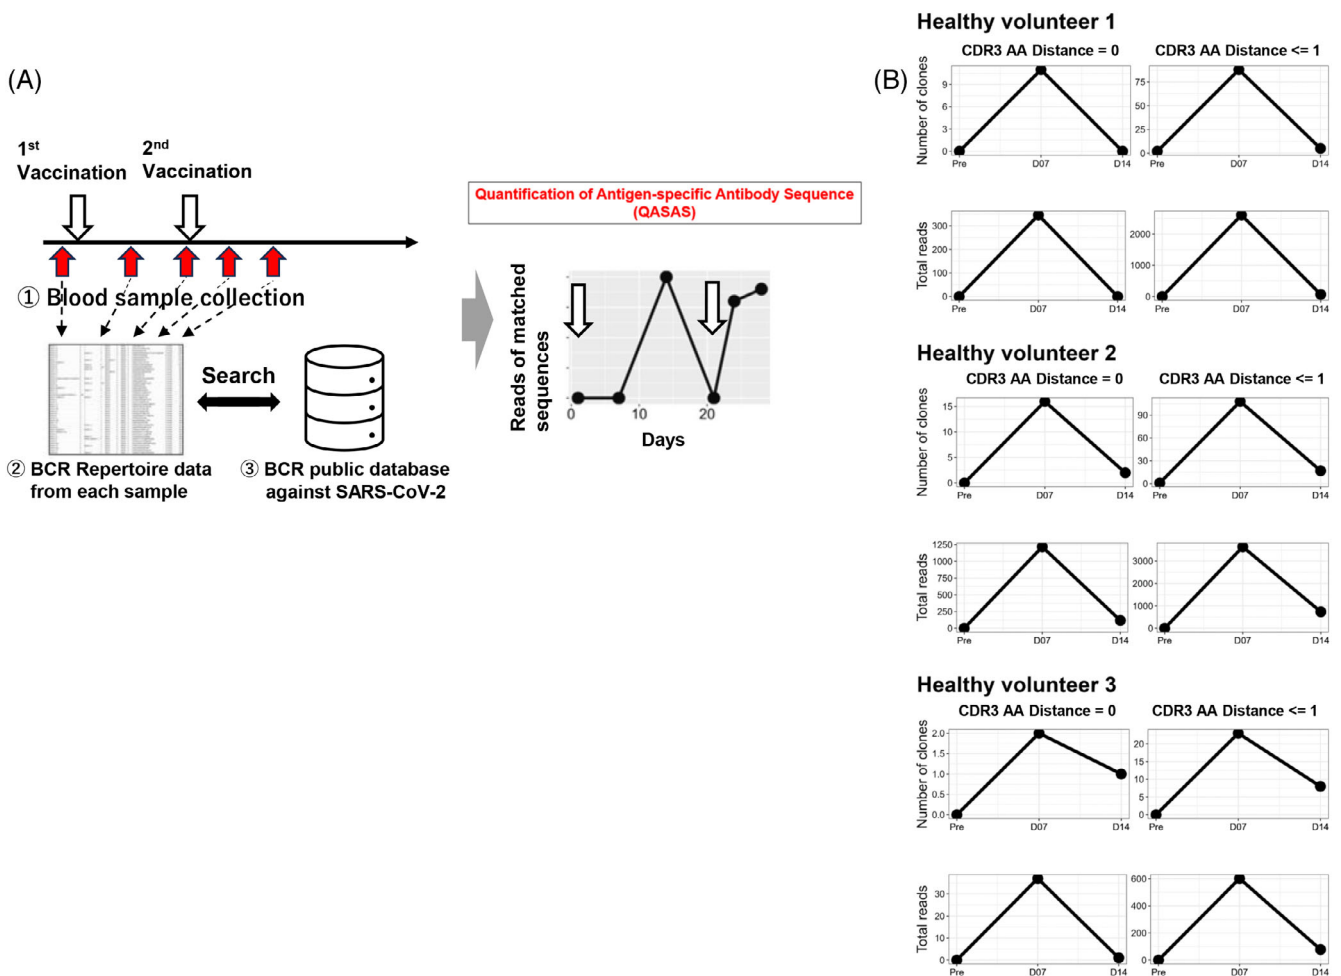 (A)
1st
Vaccination
2nd
Vaccination
① Blood sample collection
Search
② BCR Repertoire data
from each sample
③ BCR public database
against SARS-CoV-2
Quantification of Antigen-specific Antibody Sequence
(QASAS)
Reads of matched
sequences
0
10
20
Days
(B)
Healthy volunteer 1
CDR3 AA Distance = 0
CDR3 AA Distance <= 1
Number of clones
9
6
3
0
Pre
D07
D14
75
50
25
0
Pre
D07
D14
Total reads
300
200
100
0
Pre
D07
D14
2000
1000
0
Pre
D07
D14
Healthy volunteer 2
CDR3 AA Distance = 0
CDR3 AA Distance <= 1
Number of clones
15
10
5
0
Pre
D07
D14
90
60
30
0
Pre
D07
D14
Total reads
1250
1000
750
500
250
0
Pre
D07
D14
3000
2000
1000
0
Pre
D07
D14
Healthy volunteer 3
CDR3 AA Distance = 0
CDR3 AA Distance <= 1
Number of clones
2.0
1.5
1.0
0.5
0.0
Pre
D07
D14
20
15
10
5
0
Pre
D07
D14
Total reads
30
20
10
0
Pre
D07
D14
600
400
200
0
Pre
D07
D14